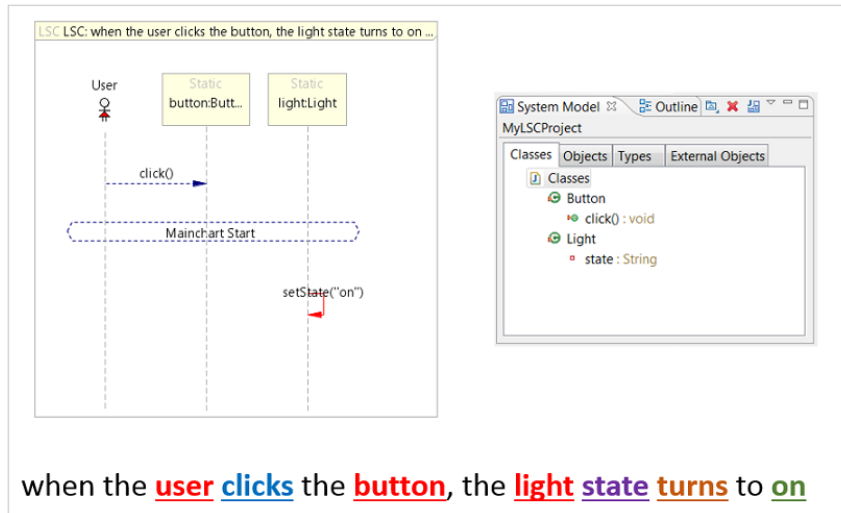 LSC LSC: when the user clicks the button, the light state turns to on ...
User
Static
button:Butt...
Static
light:Light
click()
Mainchart Start
setState("on")
System Model
Outline
MyLSCProject
Classes Objects Types External Objects
Classes
Button
click() : void
Light
state : String
when the user clicks the button, the light state turns to on